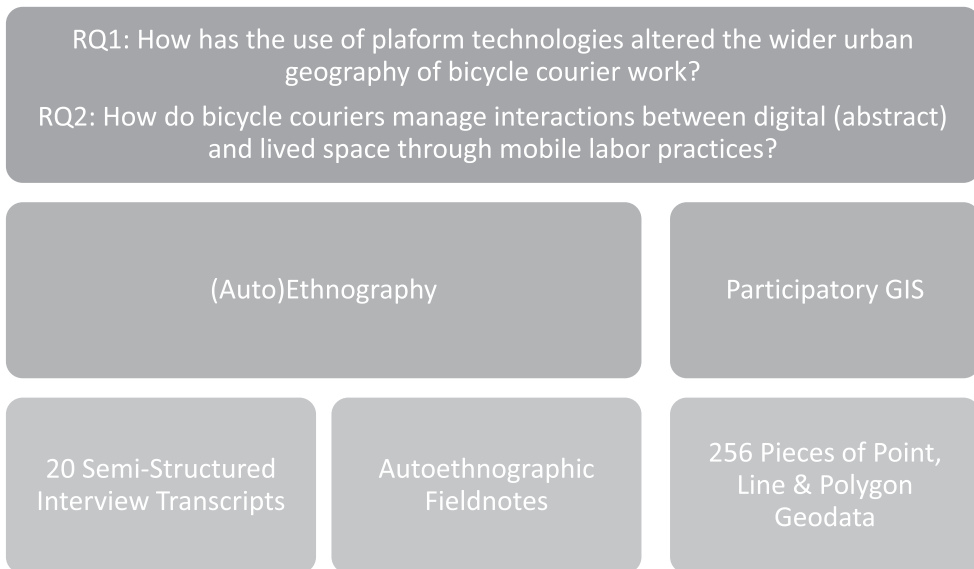 RQ1: How has the use of plaform technologies altered the wider urban
geography of bicycle courier work?
RQ2: How do bicycle couriers manage interactions between digital (abstract)
and lived space through mobile labor practices?
(Auto)Ethnography
Participatory GIS
20 Semi-Structured
Interview Transcripts
Autoethnographic
Fieldnotes
256 Pieces of Point,
Line & Polygon
Geodata